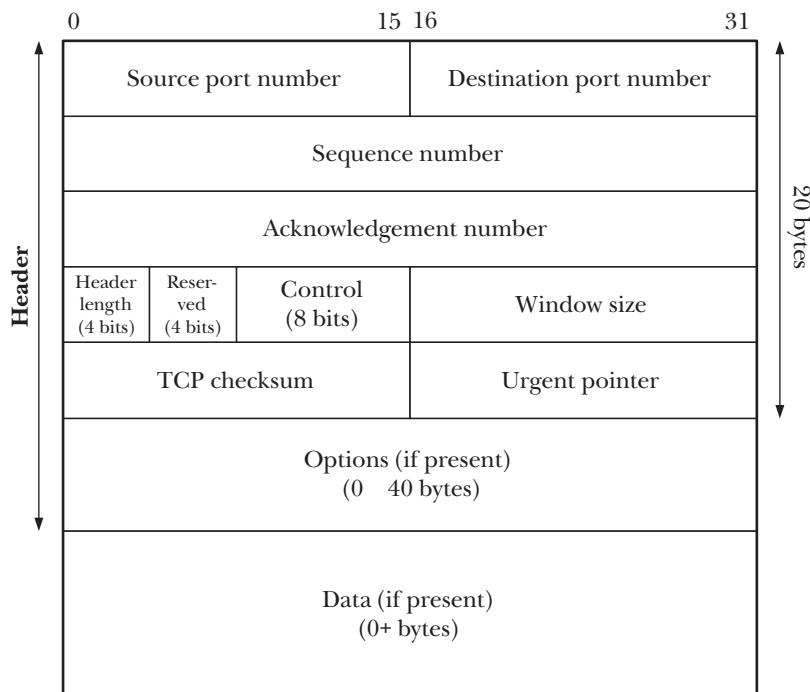 0 15 16 31
Source port number Destination port number
Sequence number
Acknowledgement number
Header
length
(4 bits)
Reser-
ved
(4 bits)
Control
(8 bits)
Window size
TCP checksum Urgent pointer
Options (if present)
(0 40 bytes)
Data (if present)
(0+ bytes)
Header
20 bytes